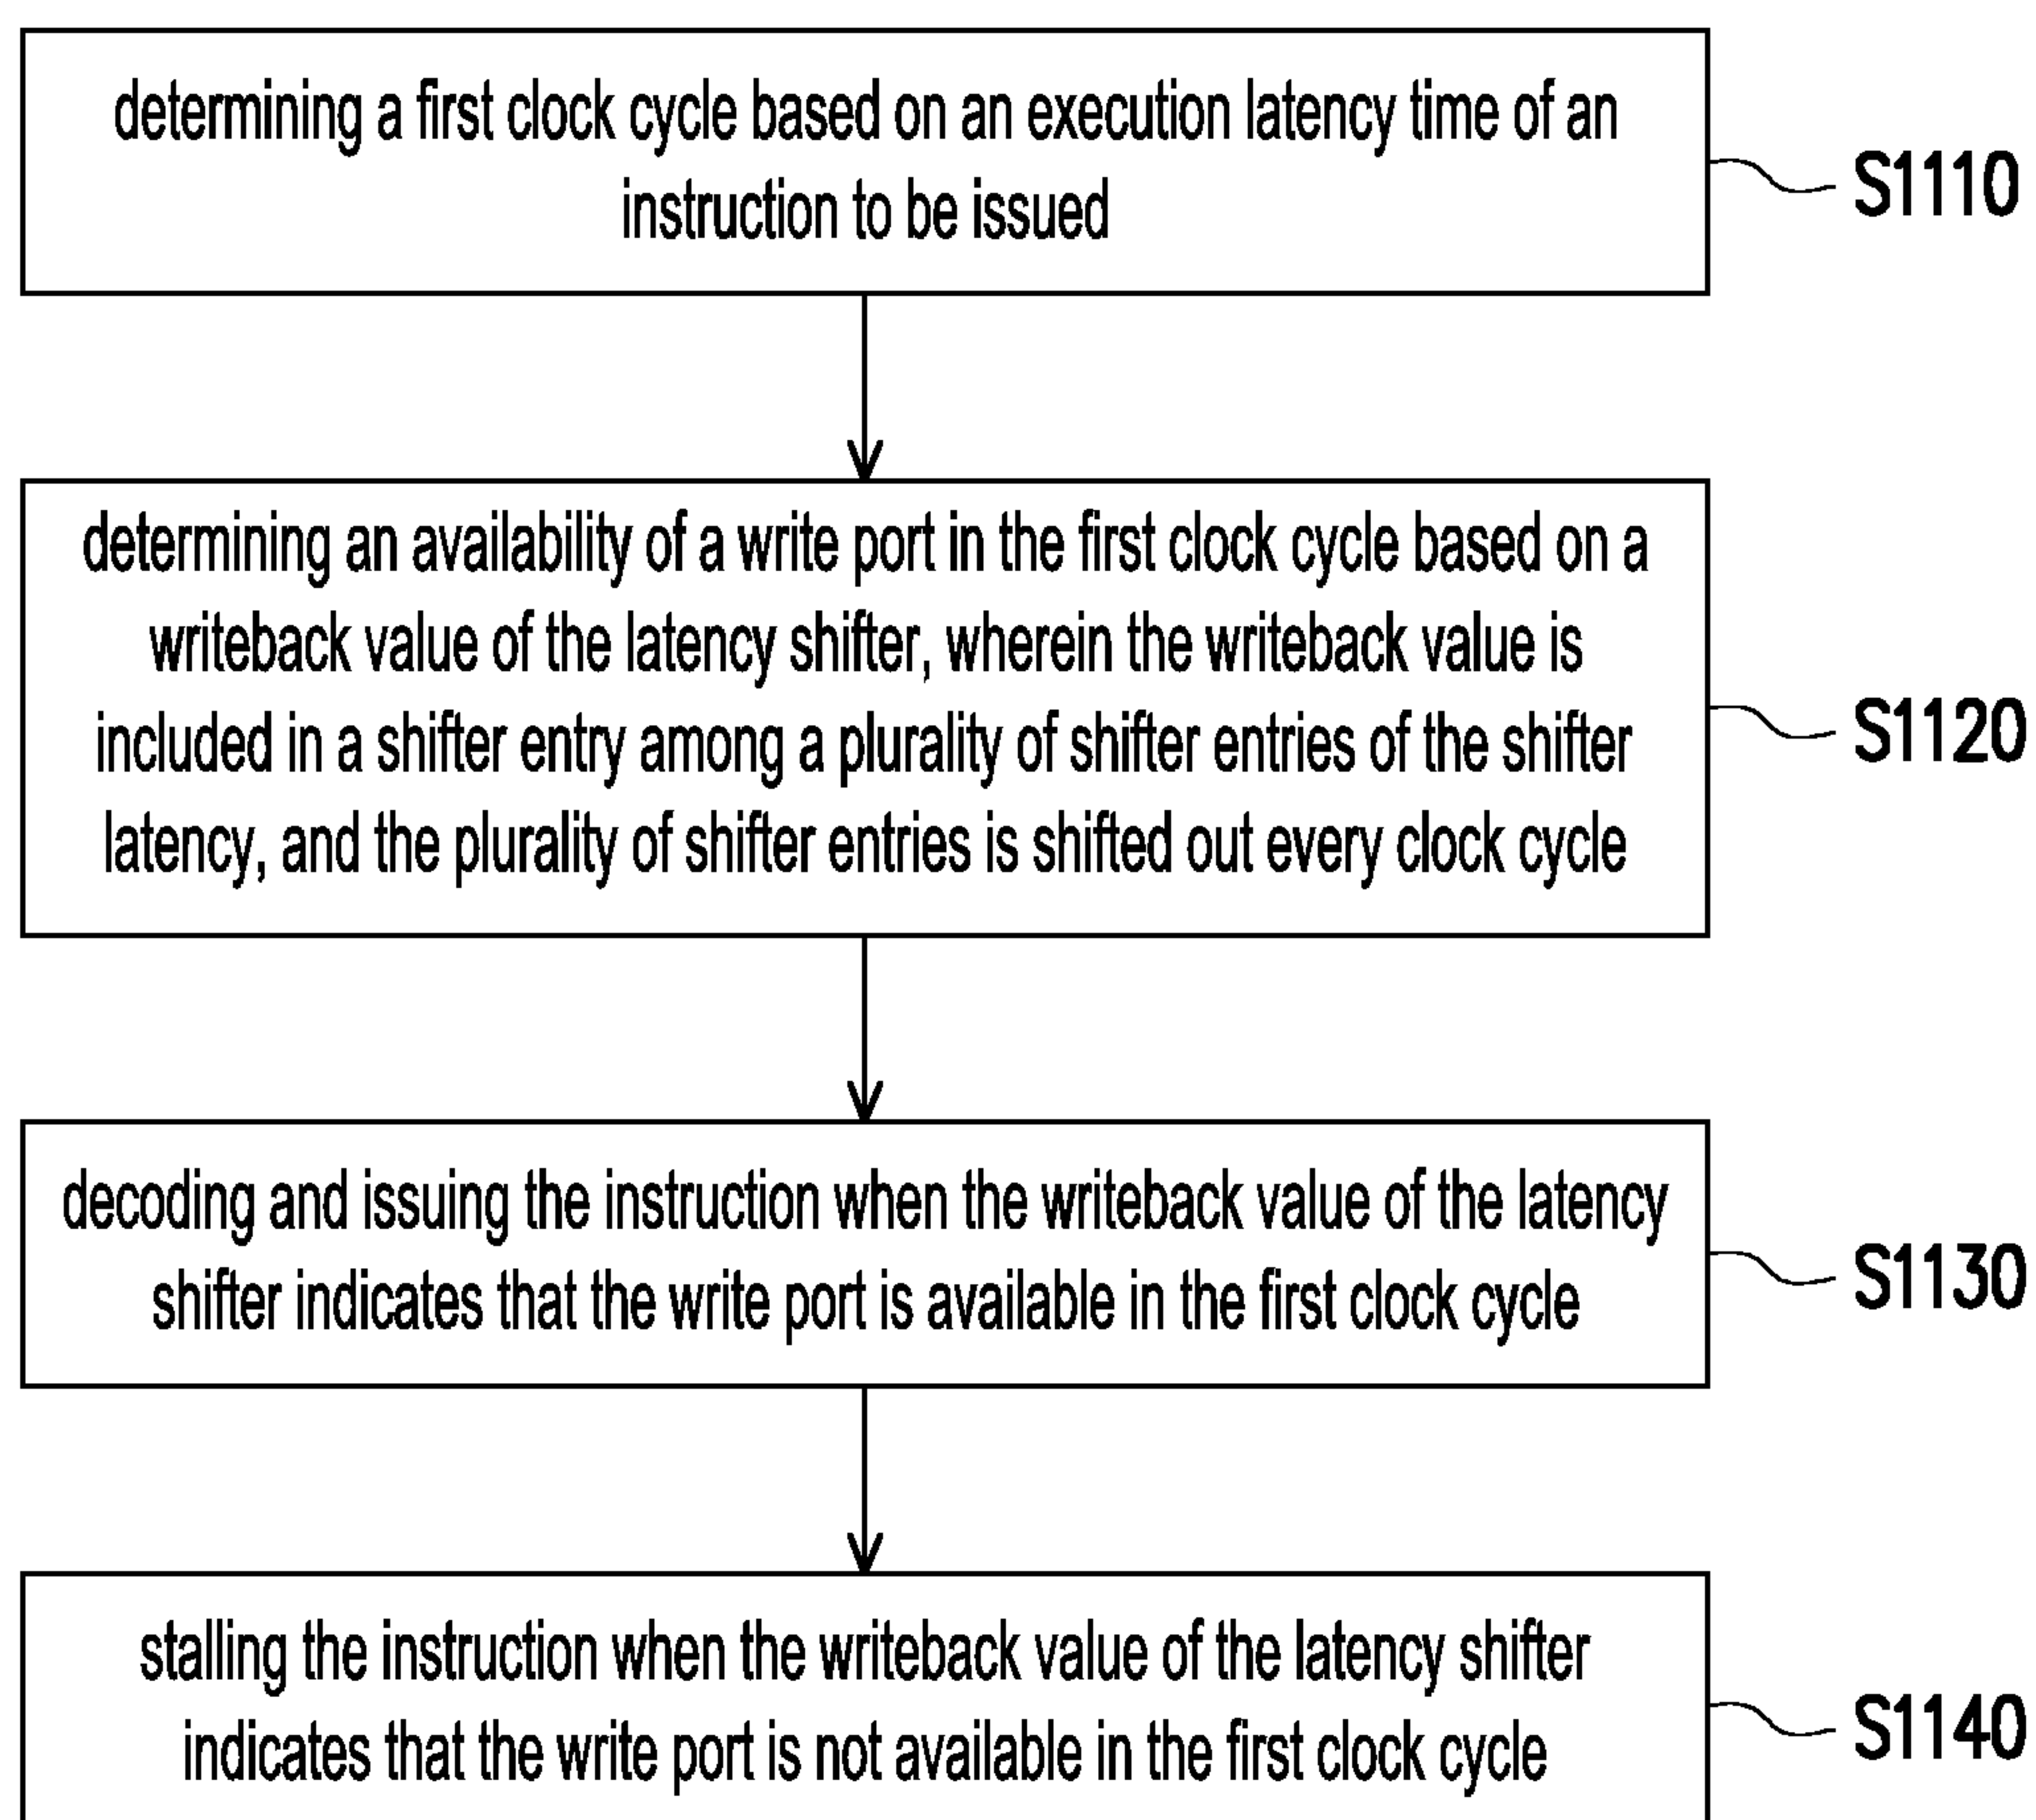 determining a first clock cycle based on an execution latency time of an
instruction to be issued
S1110
determining an availability of a write port in the first clock cycle based on a
writeback value of the latency shifter, wherein the writeback value is
included in a shifter entry among a plurality of shifter entries of the shifter
latency, and the plurality of shifter entries is shifted out every clock cycle
S1120
decoding and issuing the instruction when the writeback value of the latency
shifter indicates that the write port is available in the first clock cycle
S1130
stalling the instruction when the writeback value of the latency shifter
indicates that the write port is not available in the first clock cycle
S1140